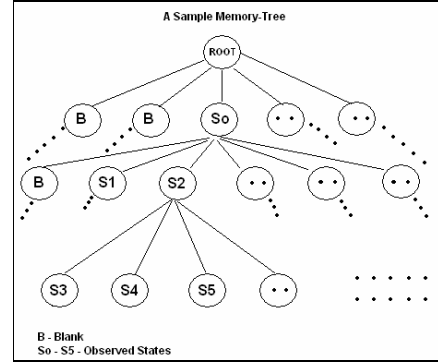 A Sample Memory-Tree
ROOT
B B So • • • •
B S1 S2 • • • • • •
S3 S4 S5 • •
B - Blank
So - S5 - Observed States